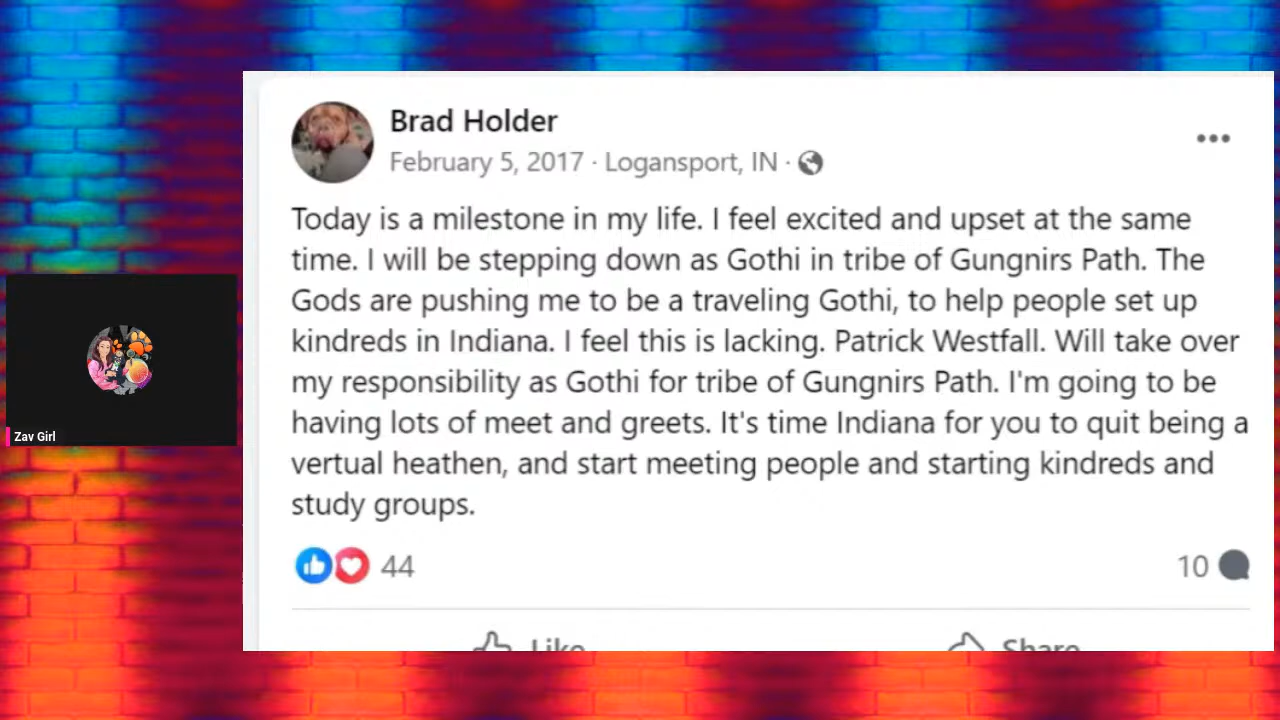 Brad Holder
February 5, 2017 · Logansport, IN ·
Today is a milestone in my life. I feel excited and upset at the same
time. I will be stepping down as Gothi in tribe of Gungnirs Path. The
Gods are pushing me to be a traveling Gothi, to help people set up
kindreds in Indiana. I feel this is lacking. Patrick Westfall. Will take over
my responsibility as Gothi for tribe of Gungnirs Path. I'm going to be
having lots of meet and greets. It's time Indiana for you to quit being a
vertual heathen, and start meeting people and starting kindreds and
study groups.
44 10
Like Share
Zav Girl